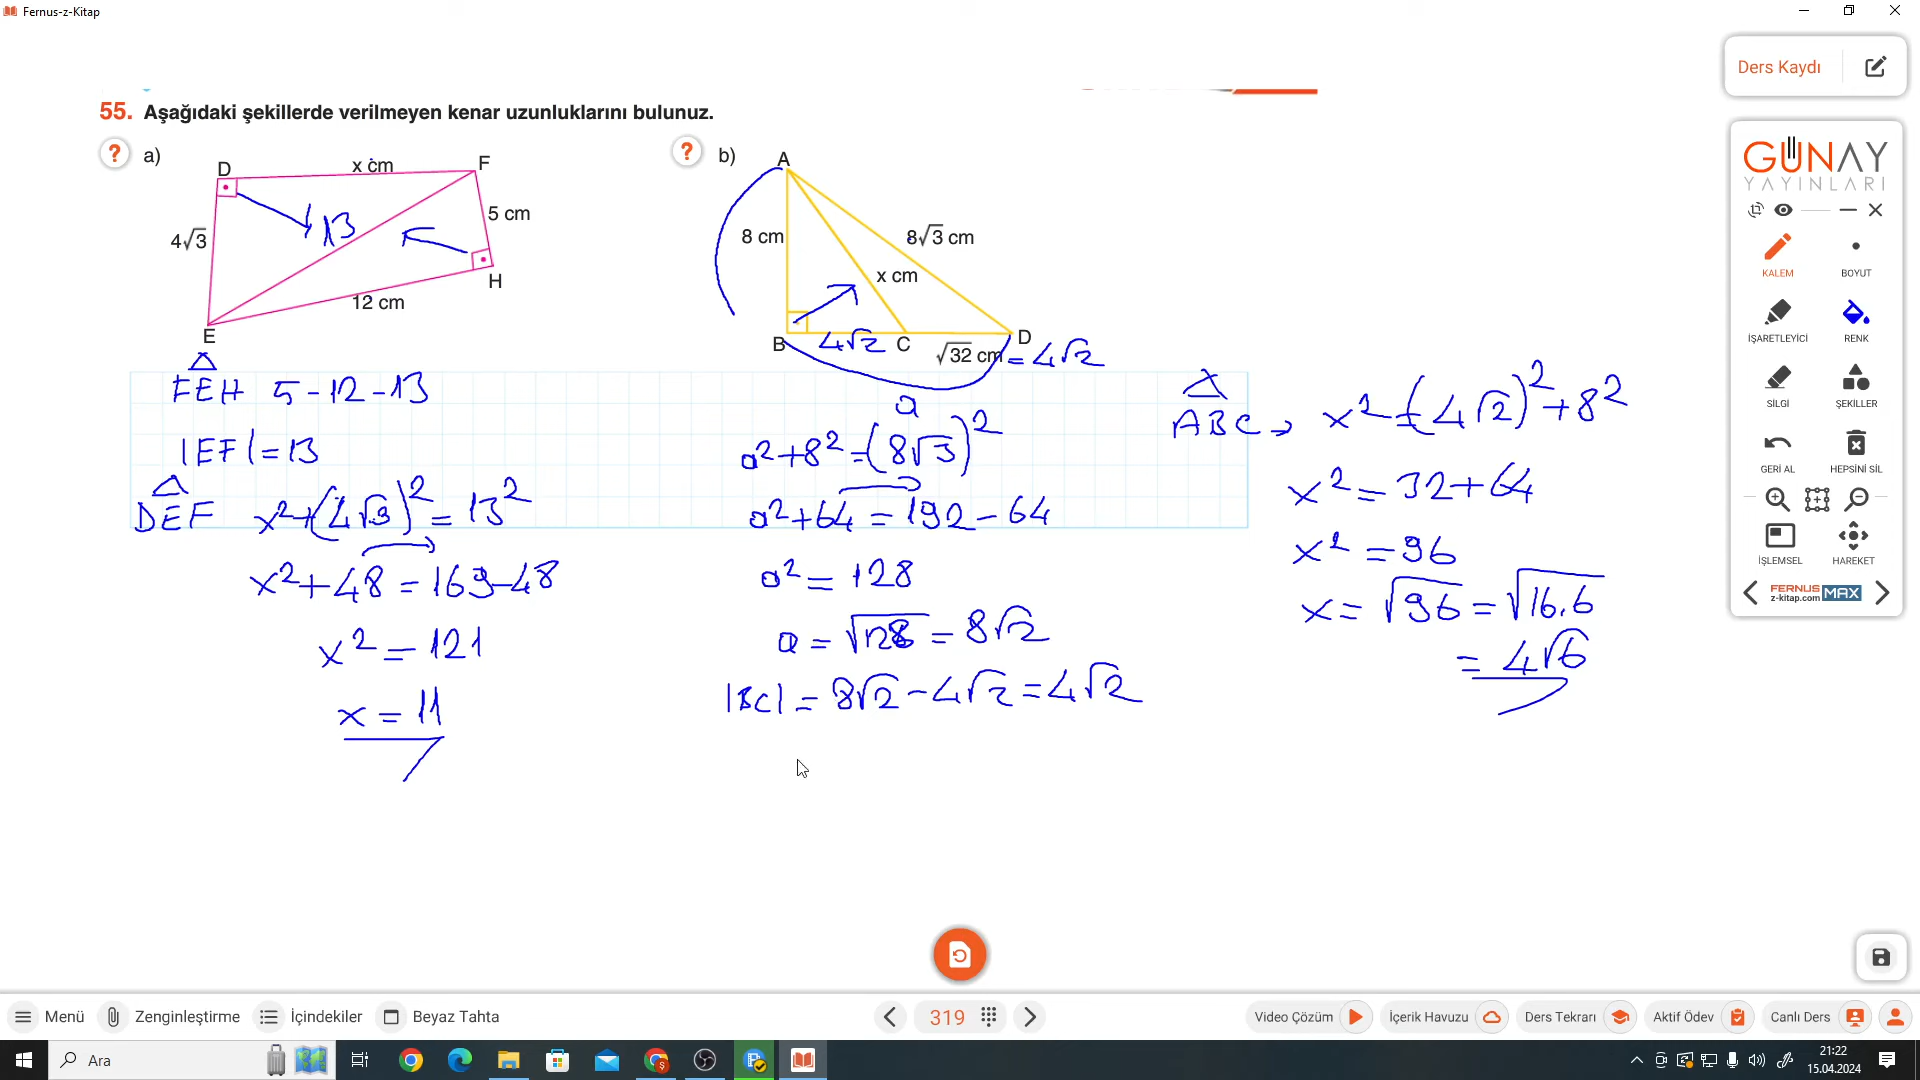 Fernus-z-Kitap
Ders Kaydı
55. Aşağıdaki şekillerde verilmeyen kenar uzunluklarını bulunuz.
a)
D
x cm
F
5 cm
4√3
13
H
12 cm
E
b)
A
8 cm
8√3 cm
x cm
B
4√2
C
√32 cm = 4√2
D
a
FEH 5-12-13
|EF|=13
DEF x²+(4√3)²=13²
x²+48=169-48
x²=121
x=11
a²+8²=(8√3)²
a²+64=192-64
a²=128
a=√128=8√2
|BC|=8√2-4√2=4√2
ABC → x²=(4√2)²+8²
x²=32+64
x²=96
x=√96=√16.6
=4√6
GÜNAY
YAYINLARI
KALEM
BOYUT
İŞARETLEYİCİ
RENK
SİLGİ
ŞEKİLLER
GERİ AL
HEPSİNİ SİL
İŞLEMSEL
HAREKET
FERNUS
z-kitap.com MAX
Menü
Zenginleştirme
İçindekiler
Beyaz Tahta
319
Video Çözüm
İçerik Havuzu
Ders Tekrarı
Aktif Ödev
Canlı Ders
Ara
21:22
15.04.2024